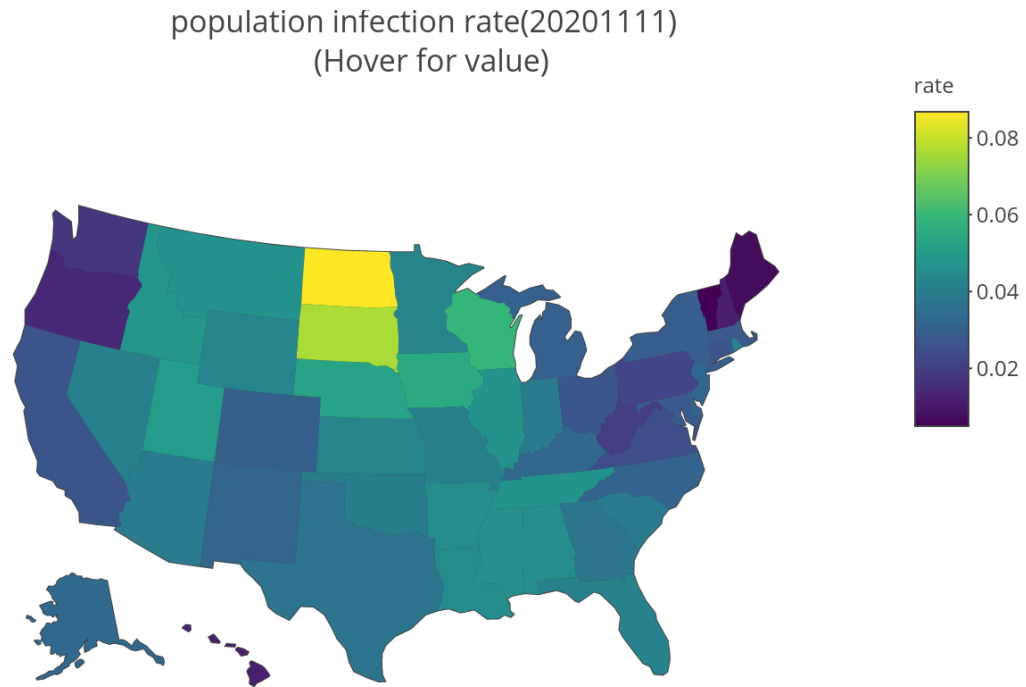 population infection rate(20201111)
(Hover for value)
rate
0.08
0.06
0.04
0.02